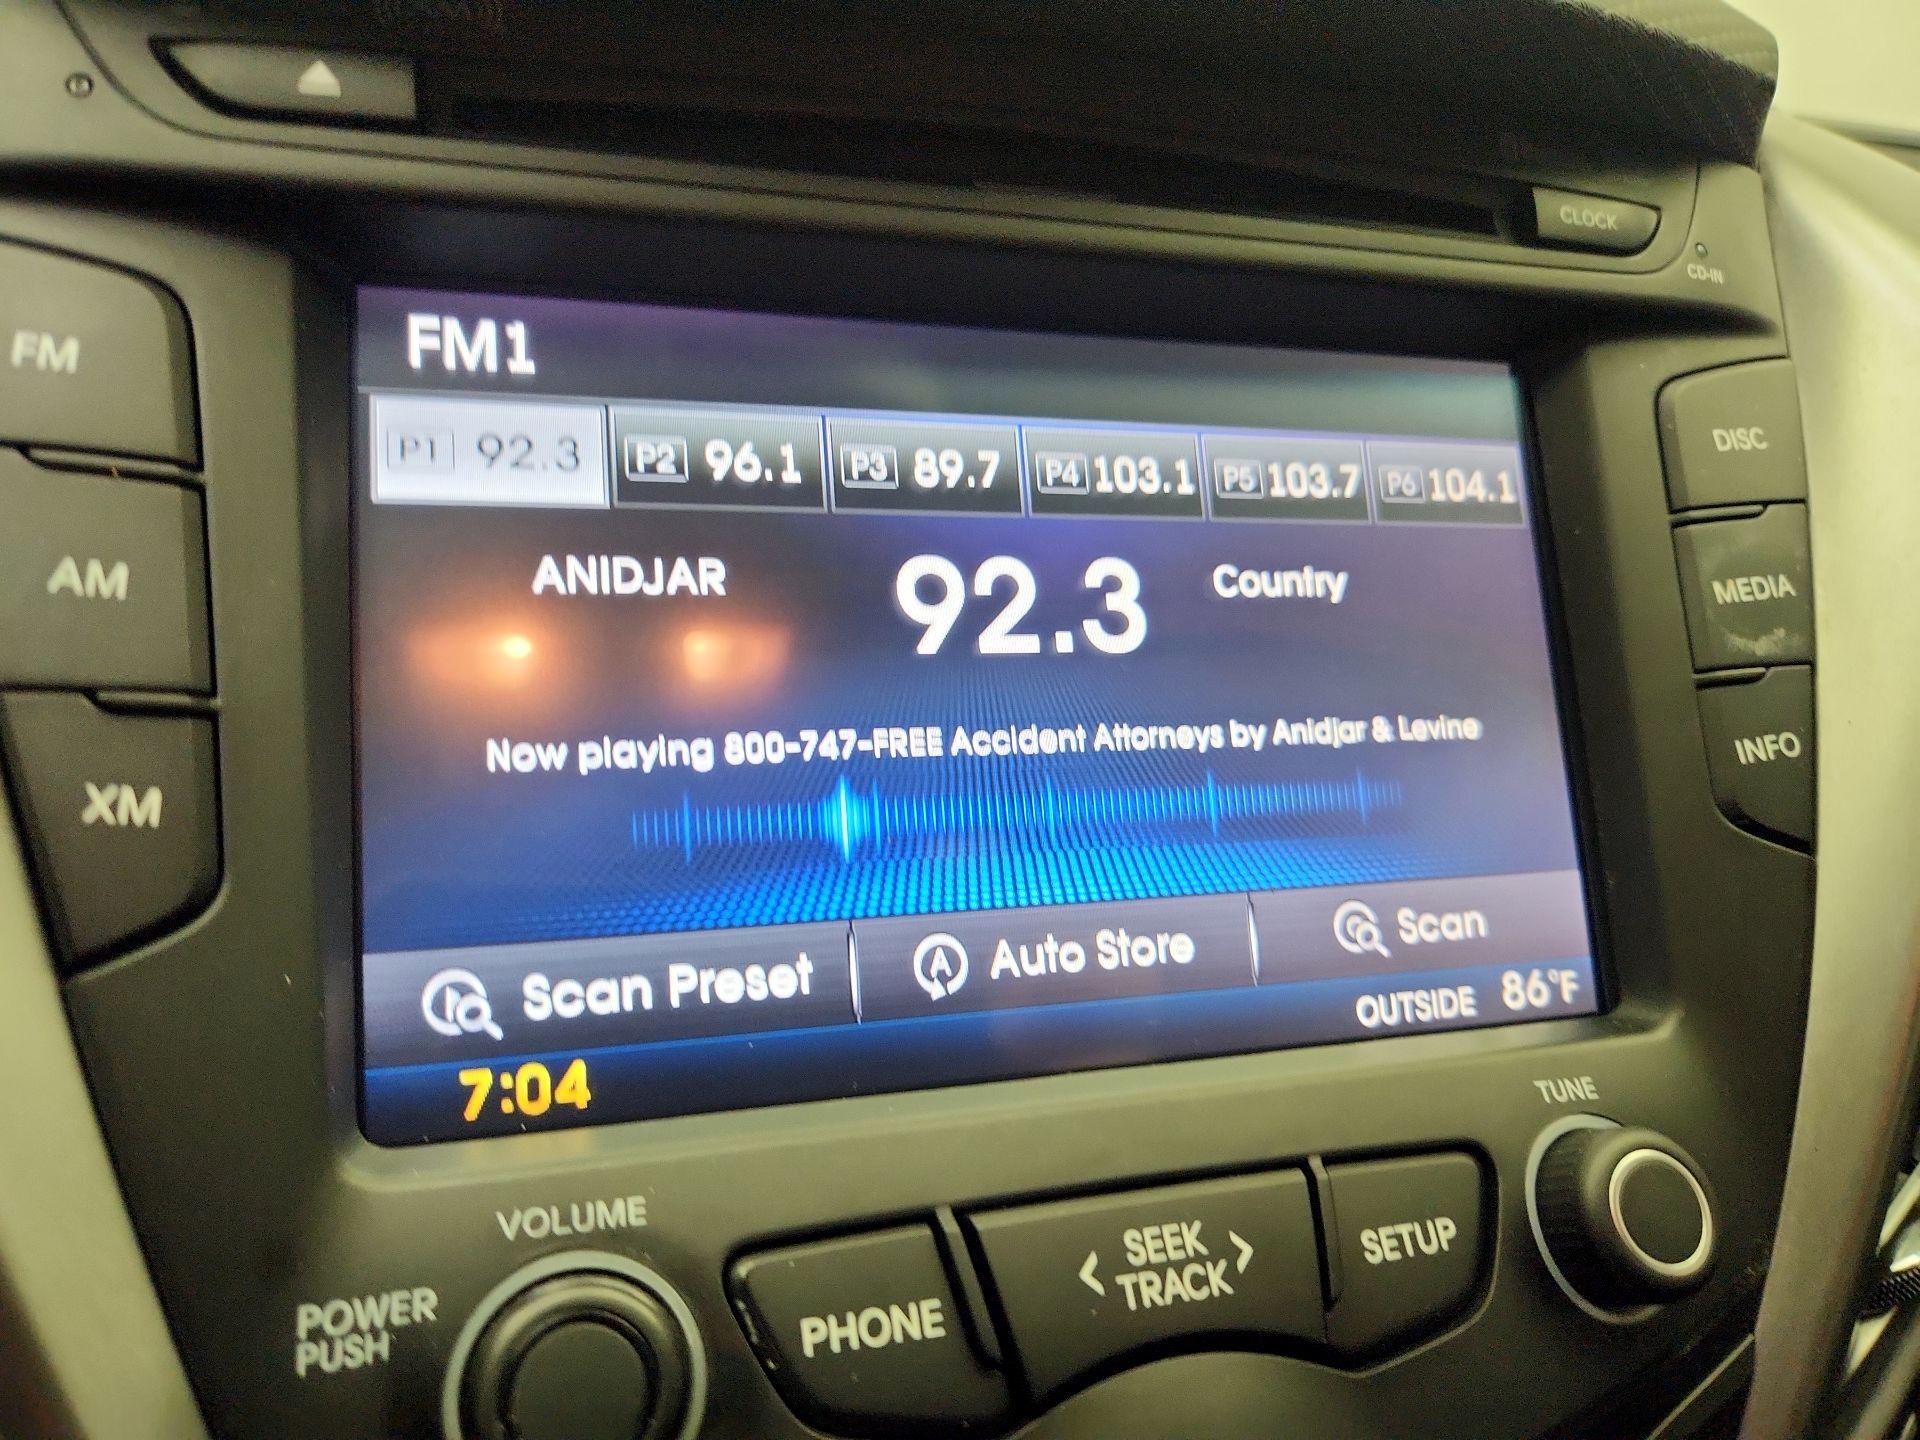 CLOCK
CD-IN
FM
AM
XM
DISC
MEDIA
INFO
FM1
P1 92.3 P2 96.1 P3 89.7 P4 103.1 P5 103.7 P6 104.1
ANIDJAR 92.3 Country
Now playing 800-747-FREE Accident Attorneys by Anidjar & Levine
Scan Preset Auto Store Scan
OUTSIDE 86°F
7:04
TUNE
VOLUME
POWER
PUSH
PHONE
< SEEK >
TRACK
SETUP